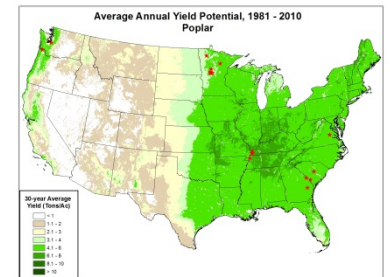 Average Annual Yield Potential, 1981 - 2010
Poplar
30-year Average
Yield (Tons/Ac)
< 1
1.1 - 2
2.1 - 3
3.1 - 4
4.1 - 6
6.1 - 8
8.1 - 10
> 10